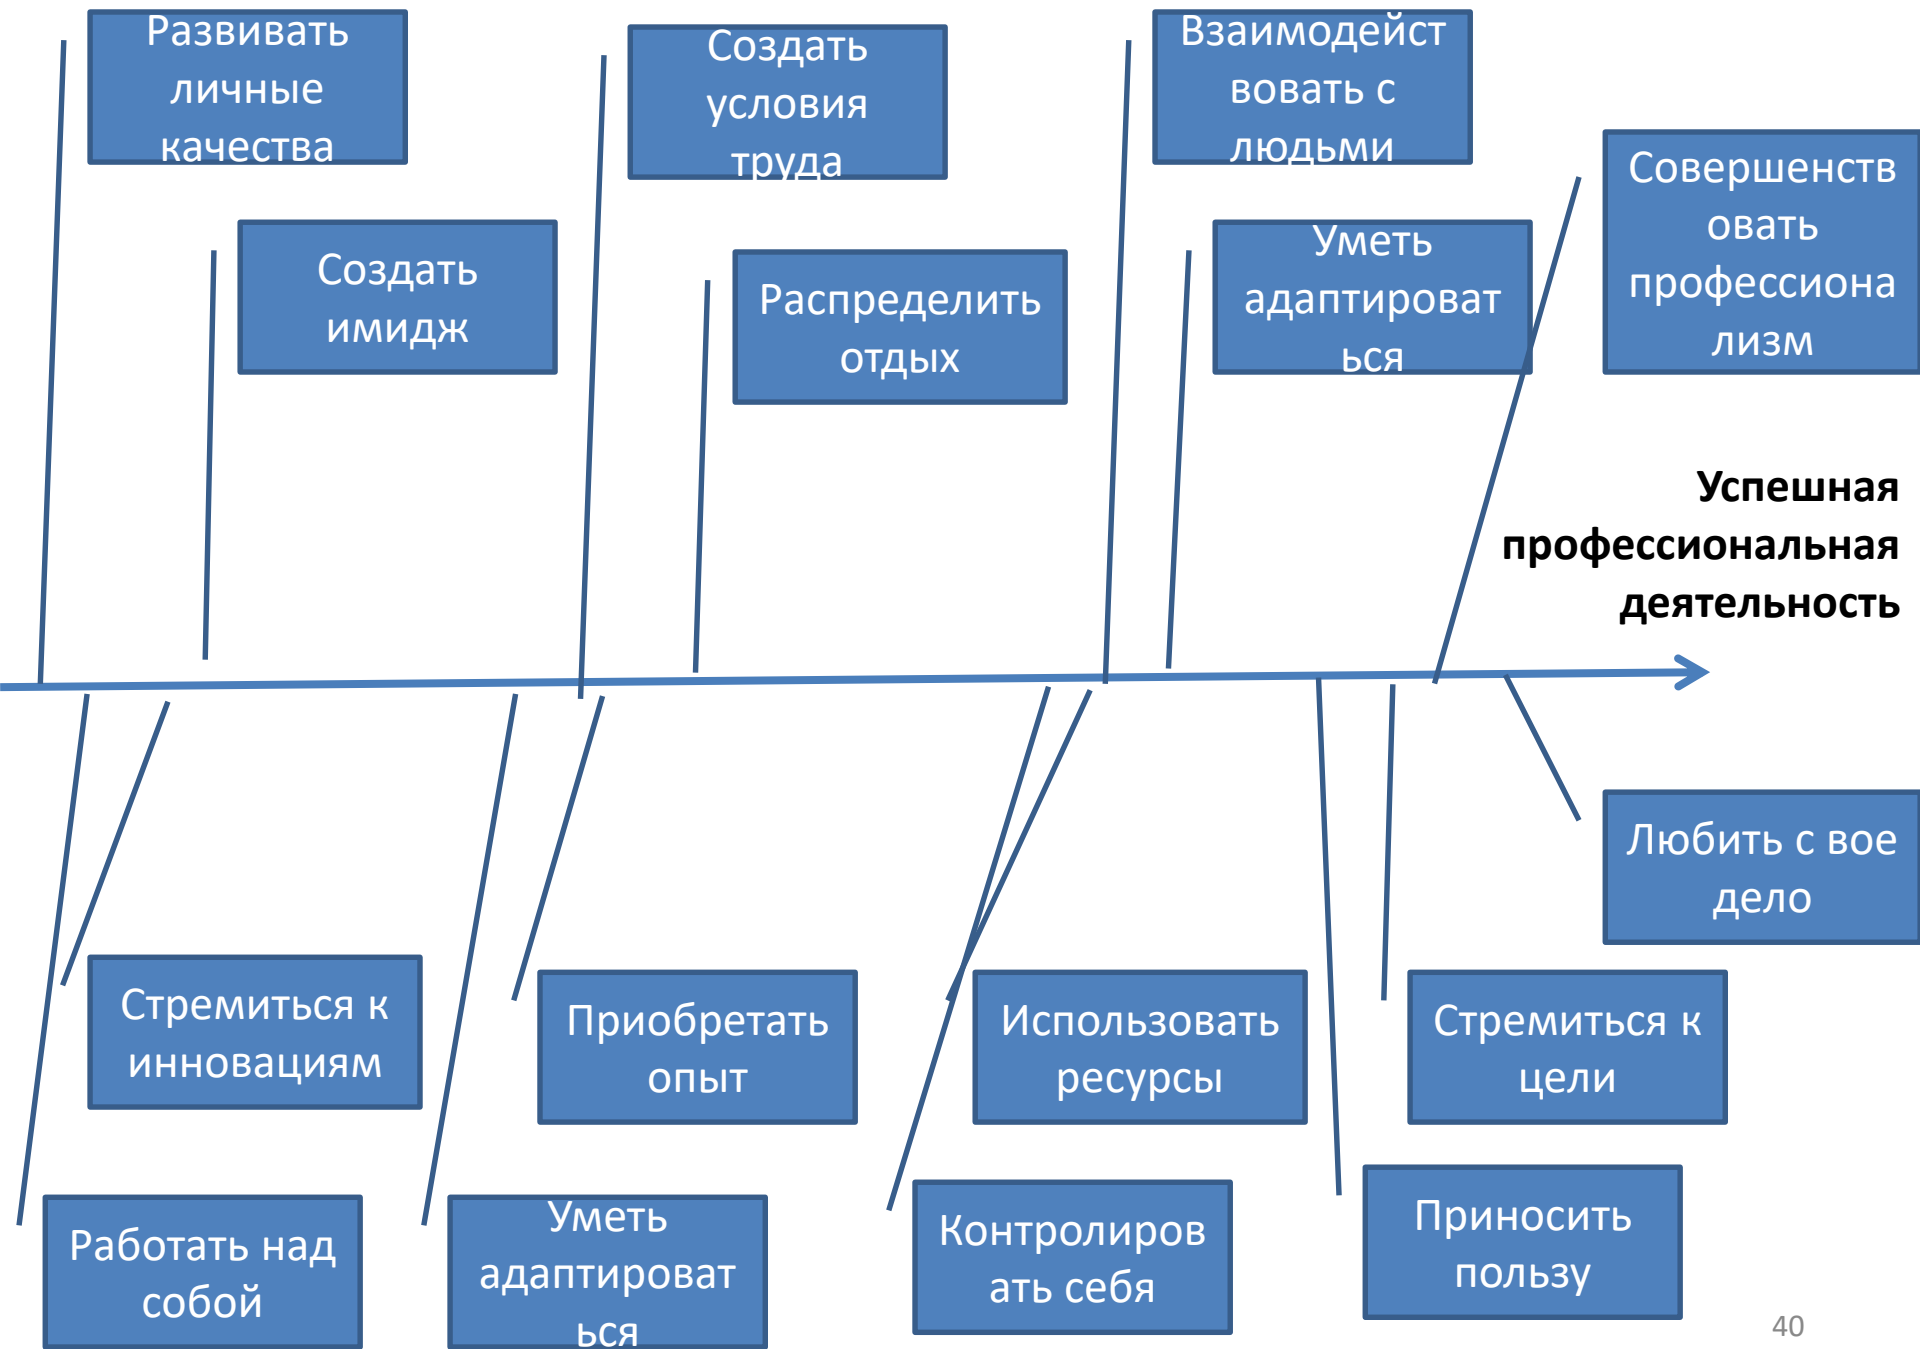 Развивать
личные
качества
Создать
условия
труда
Взаимодейст
вовать с
людьми
Совершенств
овать
профессиона
лизм
Создать
имидж
Распределить
отдых
Уметь
адаптироват
ься
Успешная
профессиональная
деятельность
Любить с вое
дело
Стремиться к
инновациям
Приобретать
опыт
Использовать
ресурсы
Стремиться к
цели
Работать над
собой
Уметь
адаптироват
ься
Контролиров
ать себя
Приносить
пользу
40